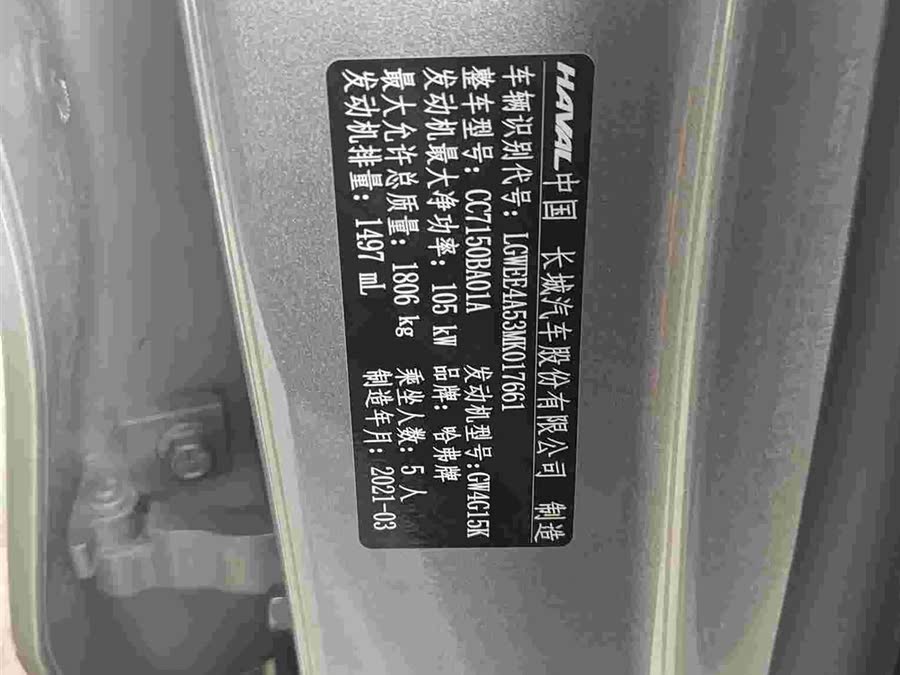 HAVAL 中国 长城汽车股份有限公司 制造
车辆识别代号: LGWEE4A53MK017661
整车型号: CC7150BA01A 发动机型号:GW4G15K
发动机最大净功率: 105 kW 品牌: 哈弗牌
最大允许总质量: 1806 kg 乘坐人数: 5 人
发动机排量: 1497 mL 制造年月: 2021-03